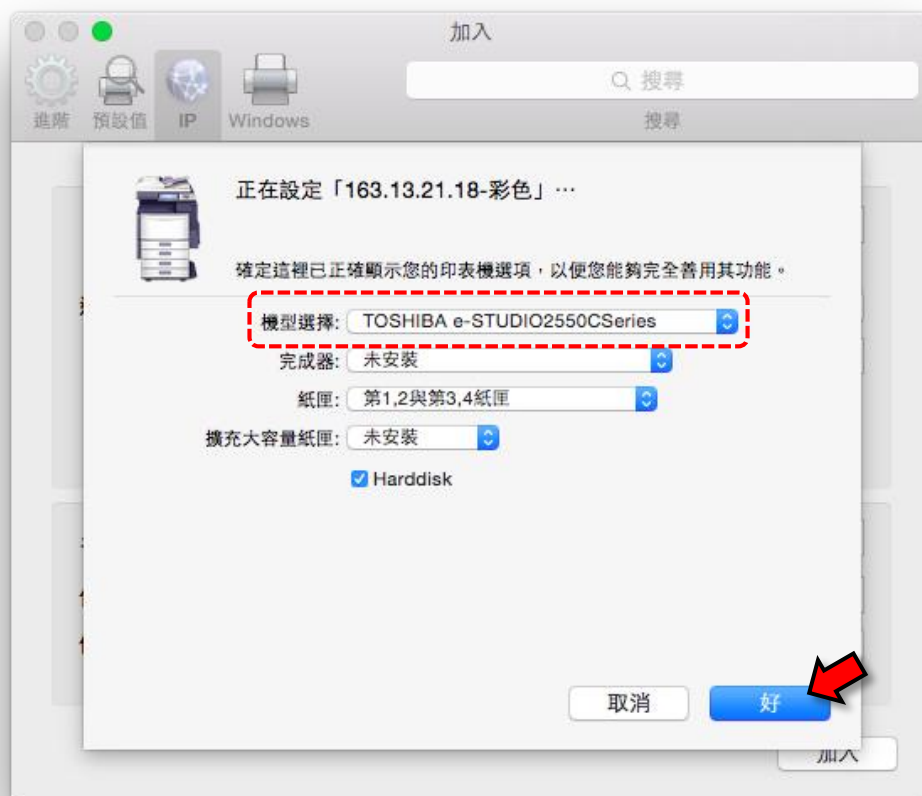 加入
搜尋
進階 預設值 IP Windows 搜尋
正在設定「163.13.21.18-彩色」…
確定這裡已正確顯示您的印表機選項，以便您能夠完全善用其功能。
機型選擇: TOSHIBA e-STUDIO2550CSeries
完成器: 未安裝
紙匣: 第1,2與第3,4紙匣
擴充大容量紙匣: 未安裝
Harddisk
取消 好
加入